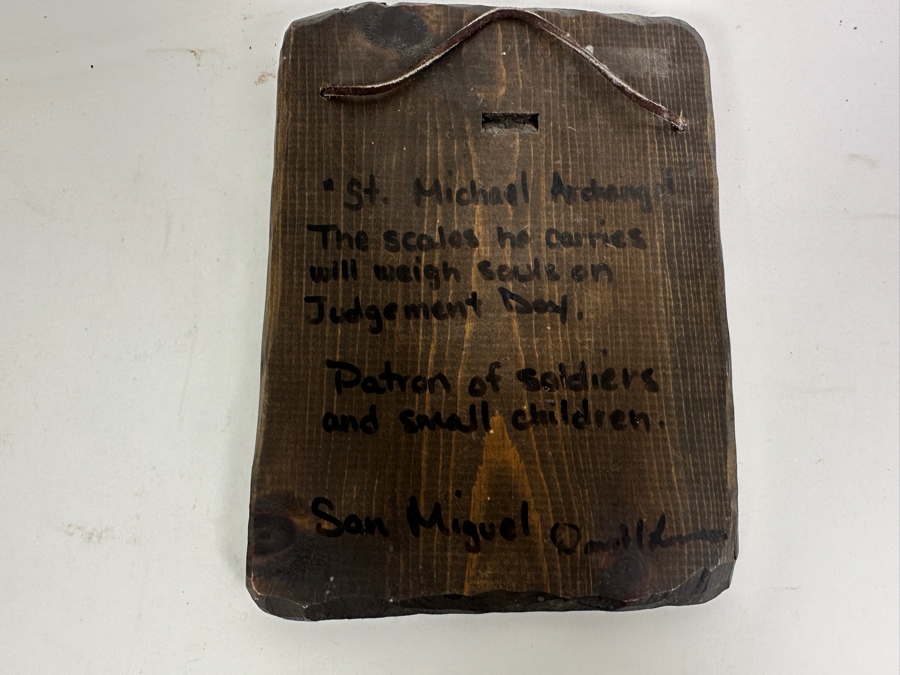 "St. Michael Archangel"
The scales he carries
will weigh souls on
Judgement Day.
Patron of soldiers
and small children.
San Miguel